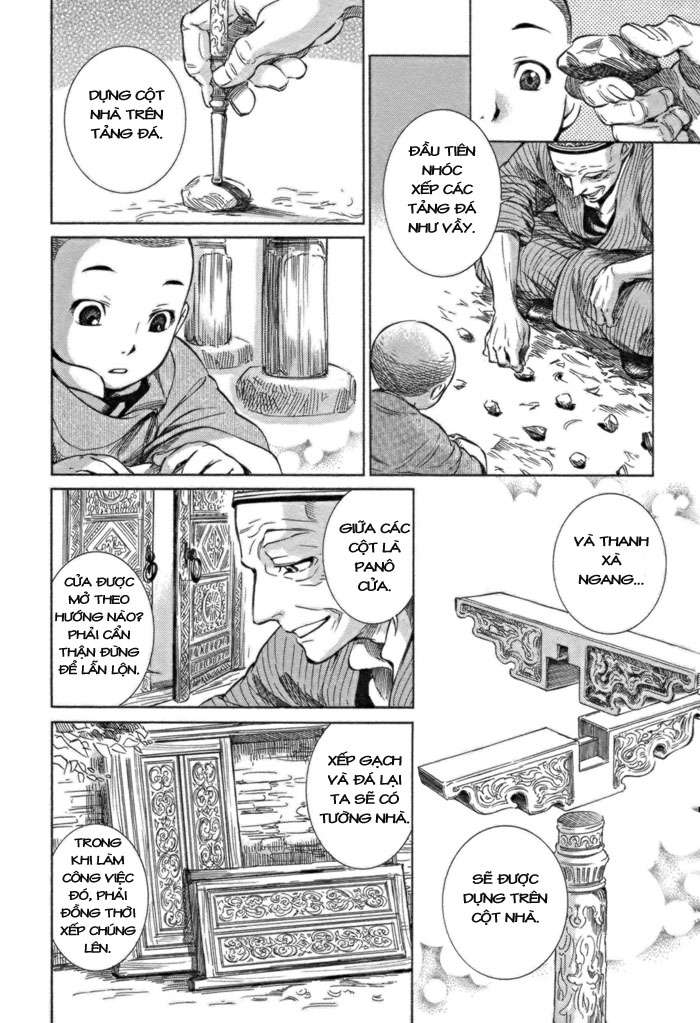 ĐẦU TIÊN
NHÓC
XẾP CÁC
TẢNG ĐÁ
NHƯ VẦY.
DỰNG CỘT
NHÀ TRÊN
TẢNG ĐÁ.
VÀ THANH
XÀ
NGANG...
SẼ ĐƯỢC
DỰNG TRÊN
CỘT NHÀ.
GIỮA CÁC
CỘT LÀ
PANÔ
CỬA.
CỬA ĐƯỢC
MỞ THEO
HƯỚNG NÀO?
PHẢI CẨN
THẬN ĐỪNG
ĐỂ LẪN LỘN.
XẾP GẠCH
VÀ ĐÁ LẠI
TA SẼ CÓ
TƯỜNG NHÀ.
TRONG
KHI LÀM
CÔNG VIỆC
ĐÓ, PHẢI
ĐỒNG THỜI
XẾP CHÚNG
LÊN.